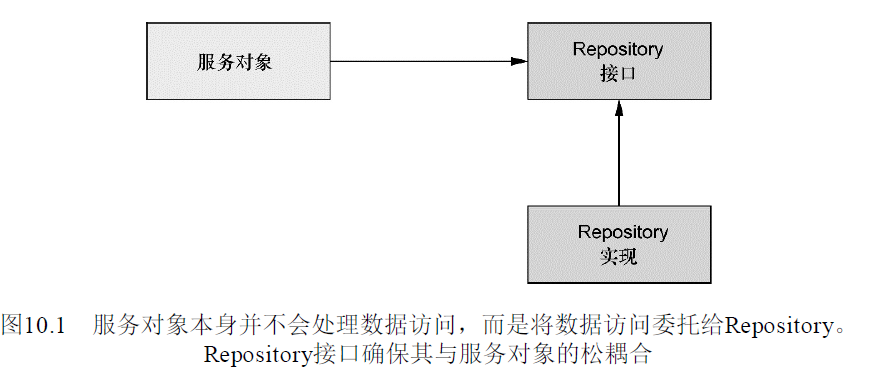 服务对象
Repository
接口
Repository
实现
图10.1 服务对象本身并不会处理数据访问，而是将数据访问委托给Repository。
Repository接口确保其与服务对象的松耦合